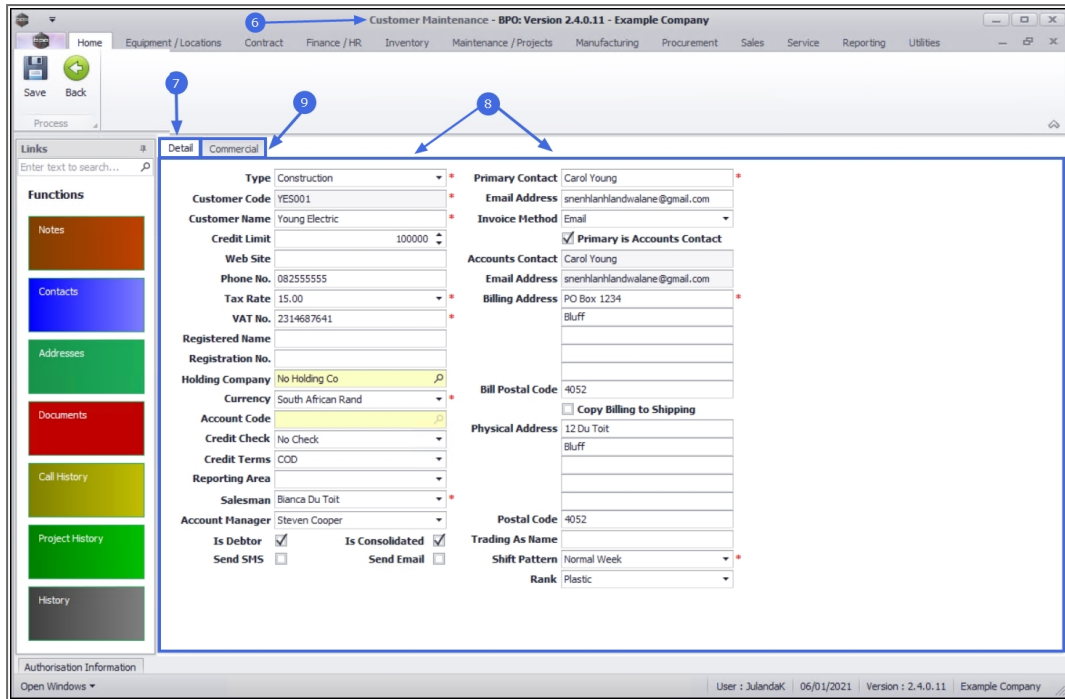 6
Customer Maintenance - BPO: Version 2.4.0.11 - Example Company
Home Equipment / Locations Contract Finance / HR Inventory Maintenance / Projects Manufacturing Procurement Sales Service Reporting Utilities
Save Back
Process
7 9 8
Links
Detail Commercial
Enter text to search...
Functions
Notes
Contacts
Addresses
Documents
Call History
Project History
History
Type Construction *
Customer Code YES001 *
Customer Name Young Electric *
Credit Limit 100000
Web Site
Phone No. 082555555
Tax Rate 15.00 *
VAT No. 2314687641 *
Registered Name
Registration No.
Holding Company No Holding Co
Currency South African Rand *
Account Code
Credit Check No Check
Credit Terms COD
Reporting Area
Salesman Bianca Du Toit *
Account Manager Steven Cooper
Is Debtor Is Consolidated
Send SMS Send Email
Primary Contact Carol Young *
Email Address snenhlanhlandwalane@gmail.com
Invoice Method Email
Primary is Accounts Contact
Accounts Contact Carol Young
Email Address snenhlanhlandwalane@gmail.com
Billing Address PO Box 1234 *
Bluff
Bill Postal Code 4052
Copy Billing to Shipping
Physical Address 12 Du Toit
Bluff
Postal Code 4052
Trading As Name
Shift Pattern Normal Week *
Rank Plastic
Authorisation Information
Open Windows User : JulandaK 06/01/2021 Version : 2.4.0.11 Example Company